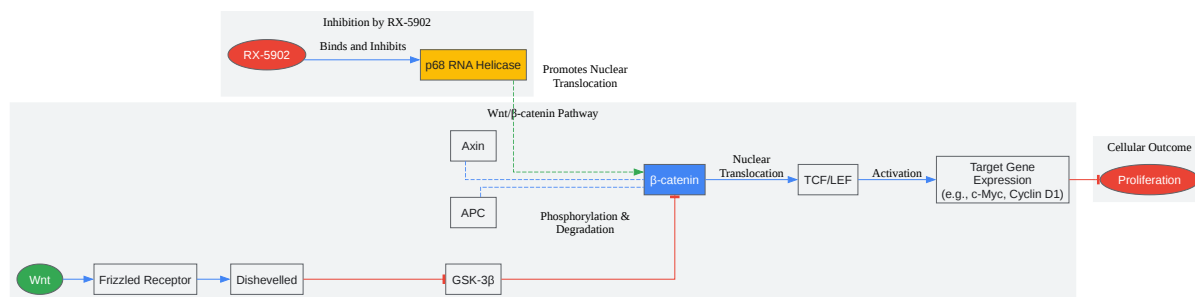 Inhibition by RX-5902
RX-5902
Binds and Inhibits
p68 RNA Helicase
Promotes Nuclear
Translocation
Wnt/β-catenin Pathway
Axin
APC
β-catenin
Nuclear
Translocation
TCF/LEF
Activation
Target Gene
Expression
(e.g., c-Myc, Cyclin D1)
Cellular Outcome
Proliferation
Phosphorylation &
Degradation
Wnt
Frizzled Receptor
Dishevelled
GSK-3β